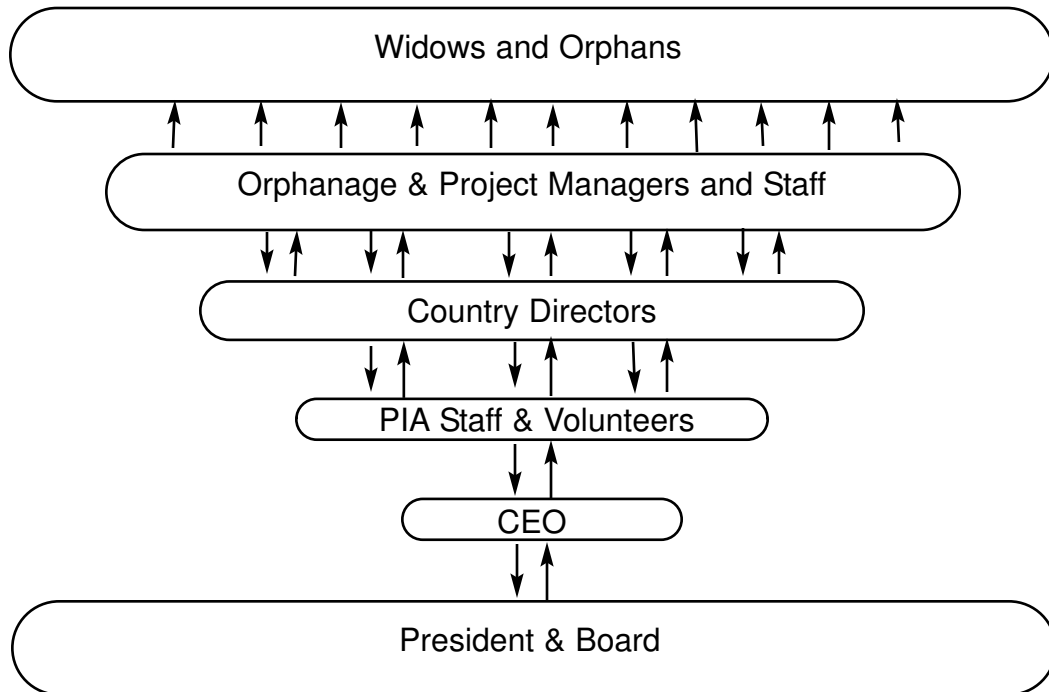 Widows and Orphans
Orphanage & Project Managers and Staff
Country Directors
PIA Staff & Volunteers
CEO
President & Board